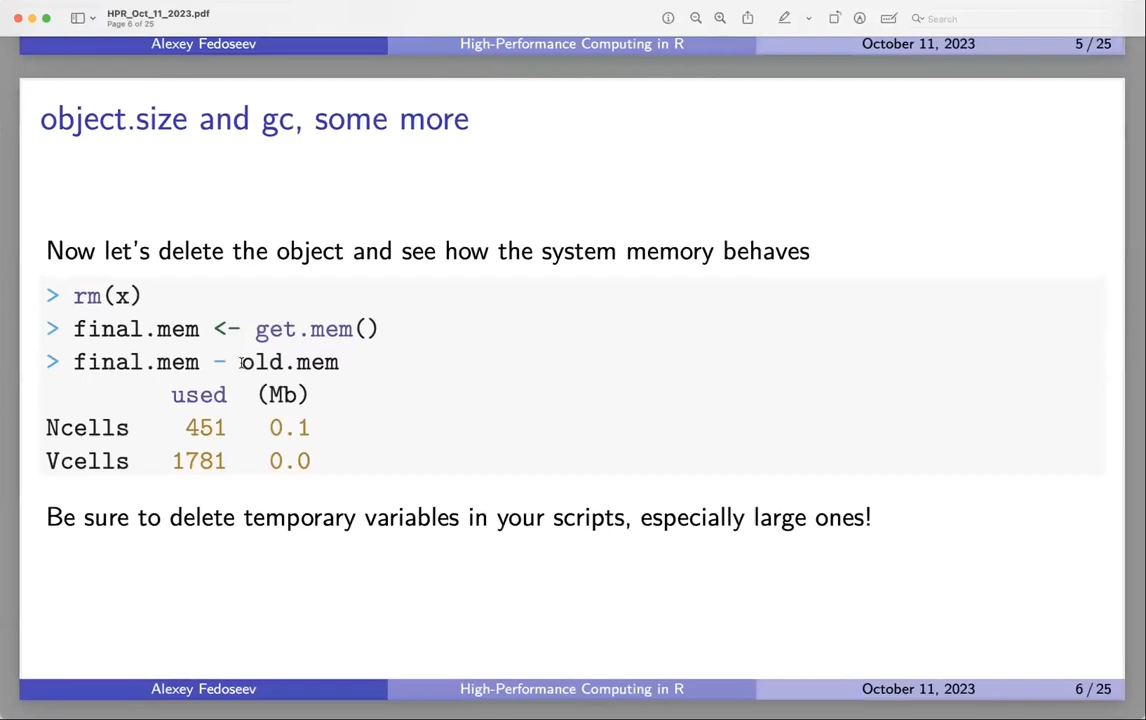 HPR_Oct_11_2023.pdf
Page 6 of 25
Search
Alexey Fedoseev High-Performance Computing in R October 11, 2023 5 / 25
object.size and gc, some more
Now let's delete the object and see how the system memory behaves
> rm(x)
> final.mem <- get.mem()
> final.mem - old.mem
used (Mb)
Ncells 451 0.1
Vcells 1781 0.0
Be sure to delete temporary variables in your scripts, especially large ones!
Alexey Fedoseev High-Performance Computing in R October 11, 2023 6 / 25